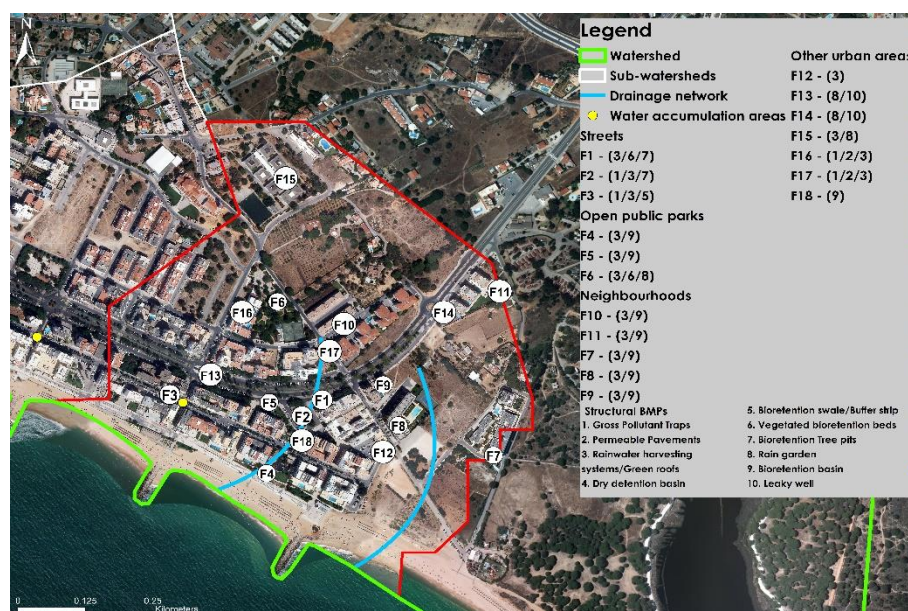 N
F15
F11
F6
F16
F10
F14
F17
F13
F9
F3
F5
F1
F2
F8
F18
F12
F7
F4
0
0.125
0.25
Kilometers
Legend
Watershed
Sub-watersheds
Drainage network
Water accumulation areas
Streets
F1 - (3/6/7)
F2 - (1/3/7)
F3 - (1/3/5)
Open public parks
F4 - (3/9)
F5 - (3/9)
F6 - (3/6/8)
Neighbourhoods
F10 - (3/9)
F11 - (3/9)
F7 - (3/9)
F8 - (3/9)
F9 - (3/9)
Other urban areas
F12 - (3)
F13 - (8/10)
F14 - (8/10)
F15 - (3/8)
F16 - (1/2/3)
F17 - (1/2/3)
F18 - (9)
Structural BMPs
1. Gross Pollutant Traps
2. Permeable Pavements
3. Rainwater harvesting
systems/Green roofs
4. Dry detention basin
5. Bioretention swale/Buffer strip
6. Vegetated bioretention beds
7. Bioretention Tree pits
8. Rain garden
9. Bioretention basin
10. Leaky well